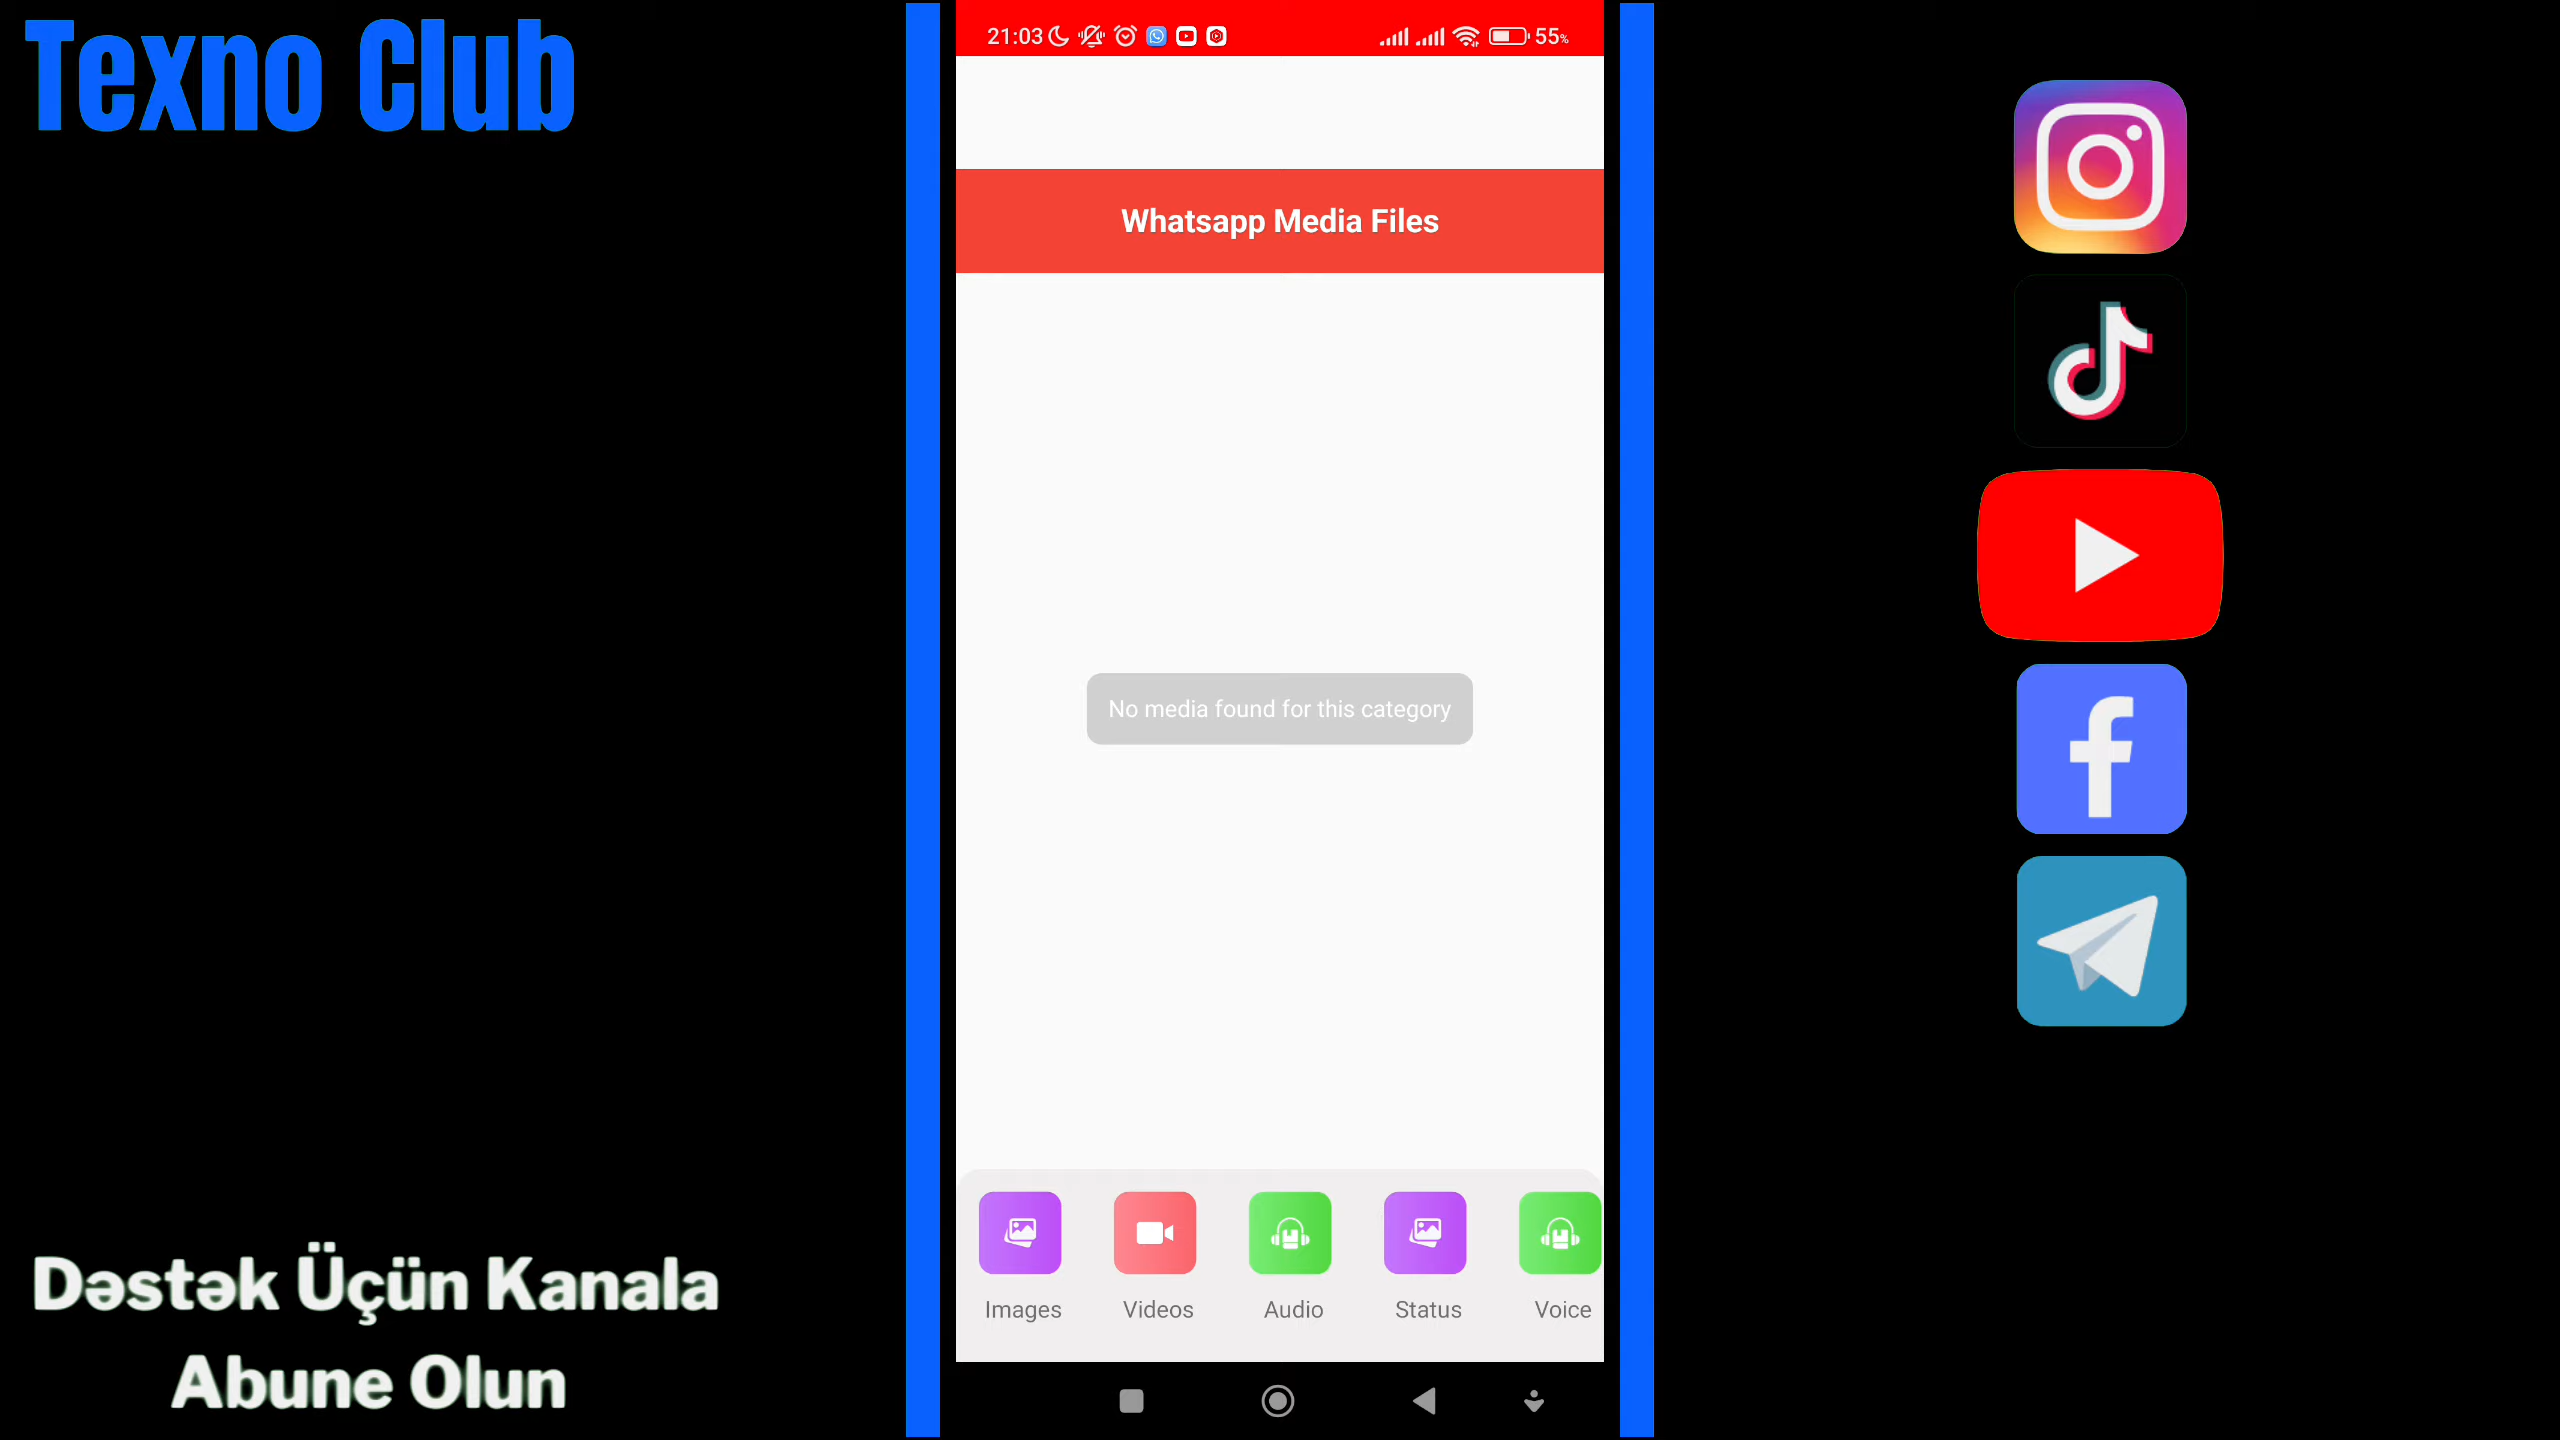 Texno Club
21:03
55%
Whatsapp Media Files
No media found for this category
Images
Videos
Audio
Status
Voice
Dəstək Üçün Kanala
Abune Olun